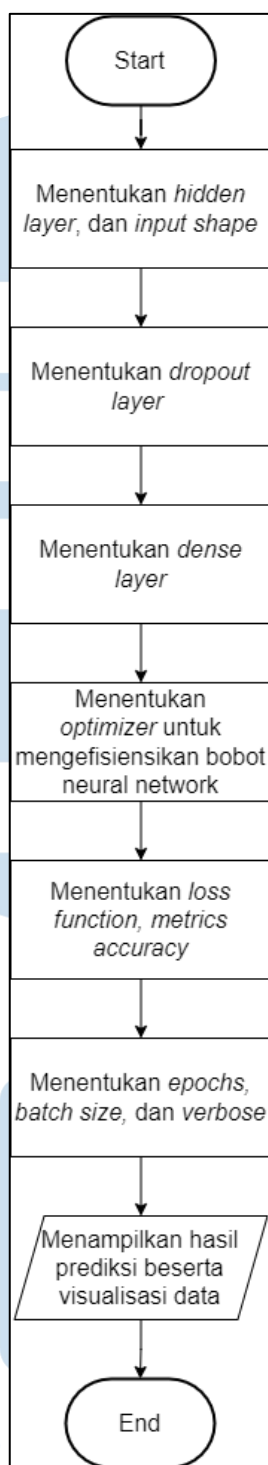 Start
Menentukan hidden
layer, dan input shape
Menentukan dropout
layer
Menentukan dense
layer
Menentukan
optimizer untuk
mengefisiensikan bobot
neural network
Menentukan loss
function, metrics
accuracy
Menentukan epochs,
batch size, dan verbose
Menampilkan hasil
prediksi beserta
visualisasi data
End